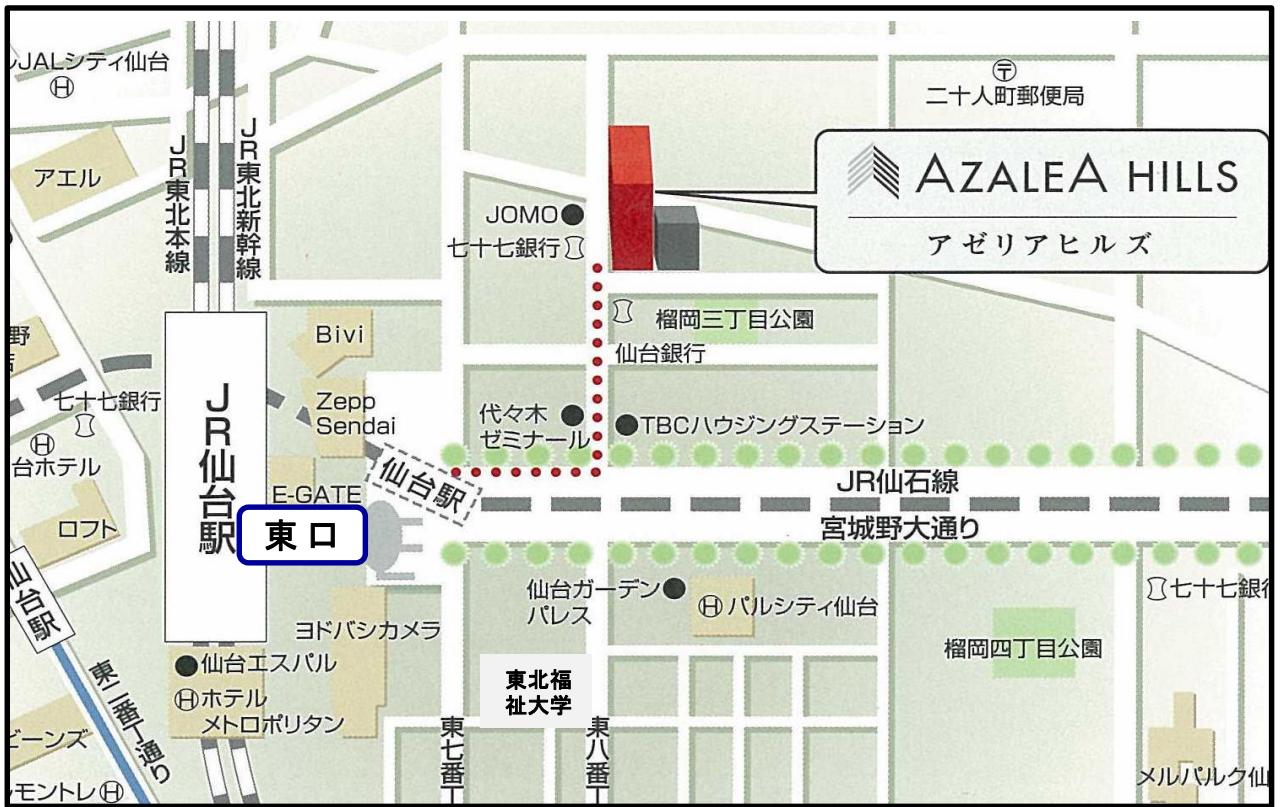 JALシティ仙台
アエル
JR東北本線
JR東北新幹線
二十人町郵便局
AZALEA HILLS
アゼリアヒルズ
JOMO
七十七銀行
榴岡三丁目公園
仙台銀行
Bivi
Zepp
Sendai
七十七銀行
台ホテル
ロフト
JR仙台駅
E-GATE
東口
仙台駅
代々木
ゼミナール
TBCハウジングステーション
JR仙石線
宮城野大通り
仙台ガーデン
パレス
パルシティ仙台
七十七銀行
榴岡四丁目公園
ヨドバシカメラ
仙台エスパル
ホテル
メトロポリタン
東北福
祉大学
東七番丁
東八番丁
仙台駅
東二番丁通り
ビーンズ
モントレ
メルパルク仙